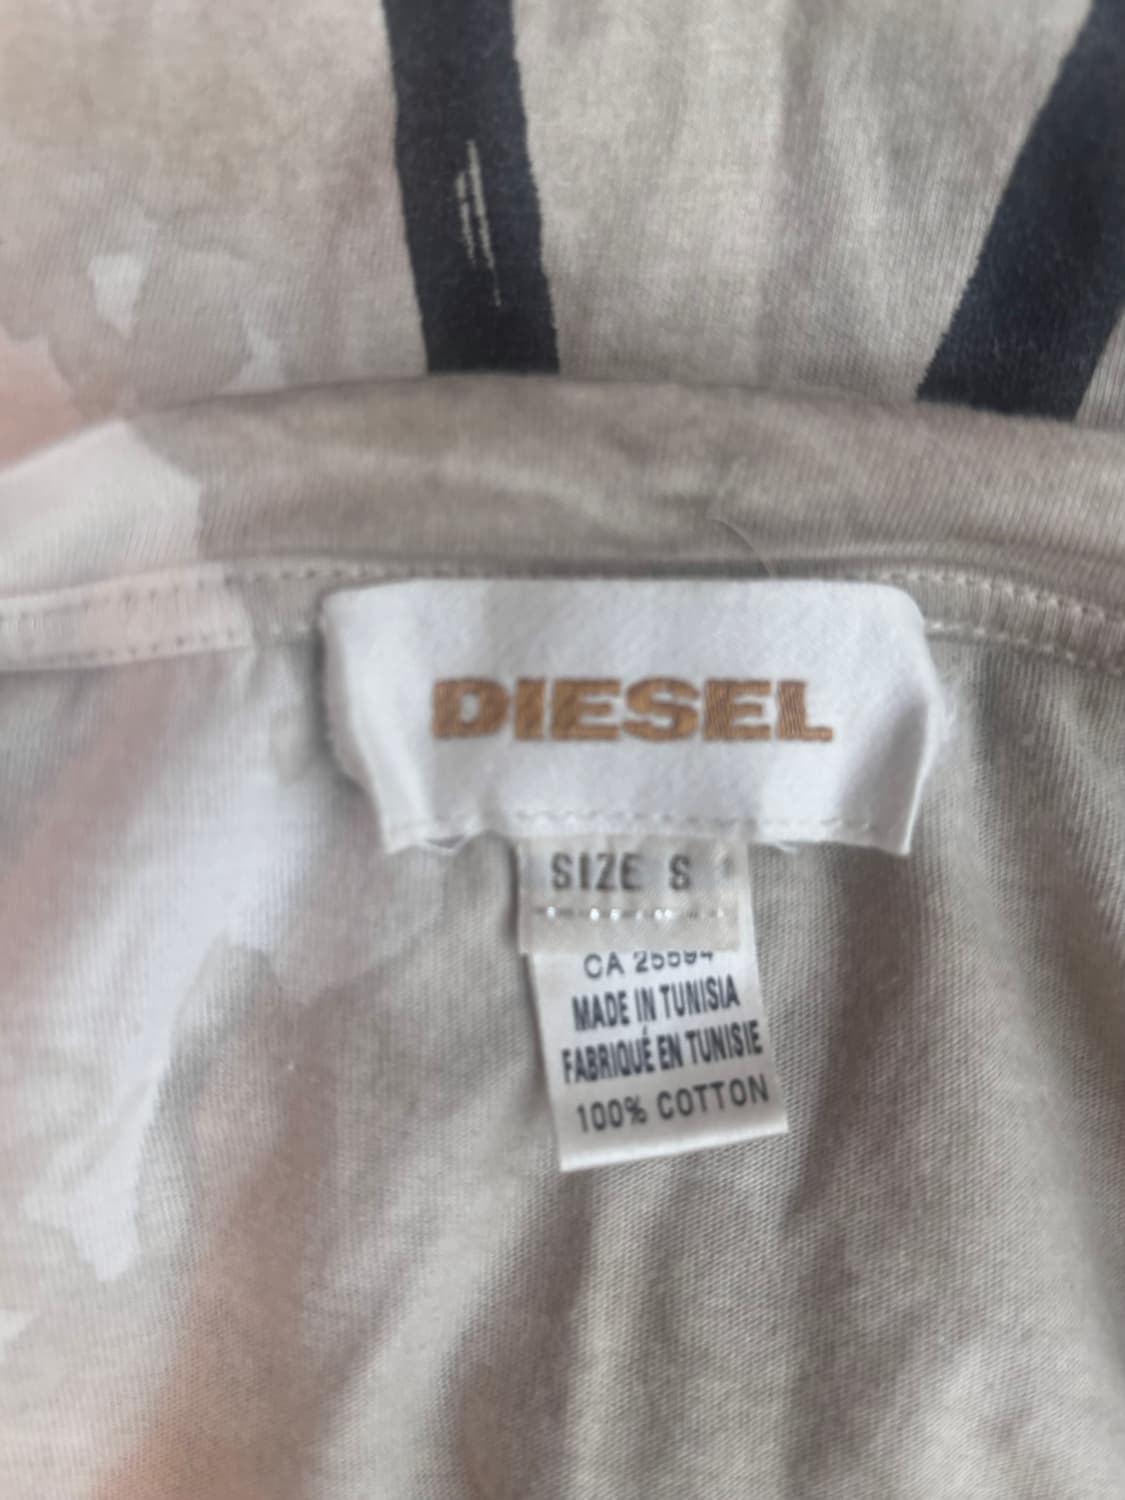 DIESEL
SIZE S
CA 25594
MADE IN TUNISIA
FABRIQUÉ EN TUNISIE
100% COTTON